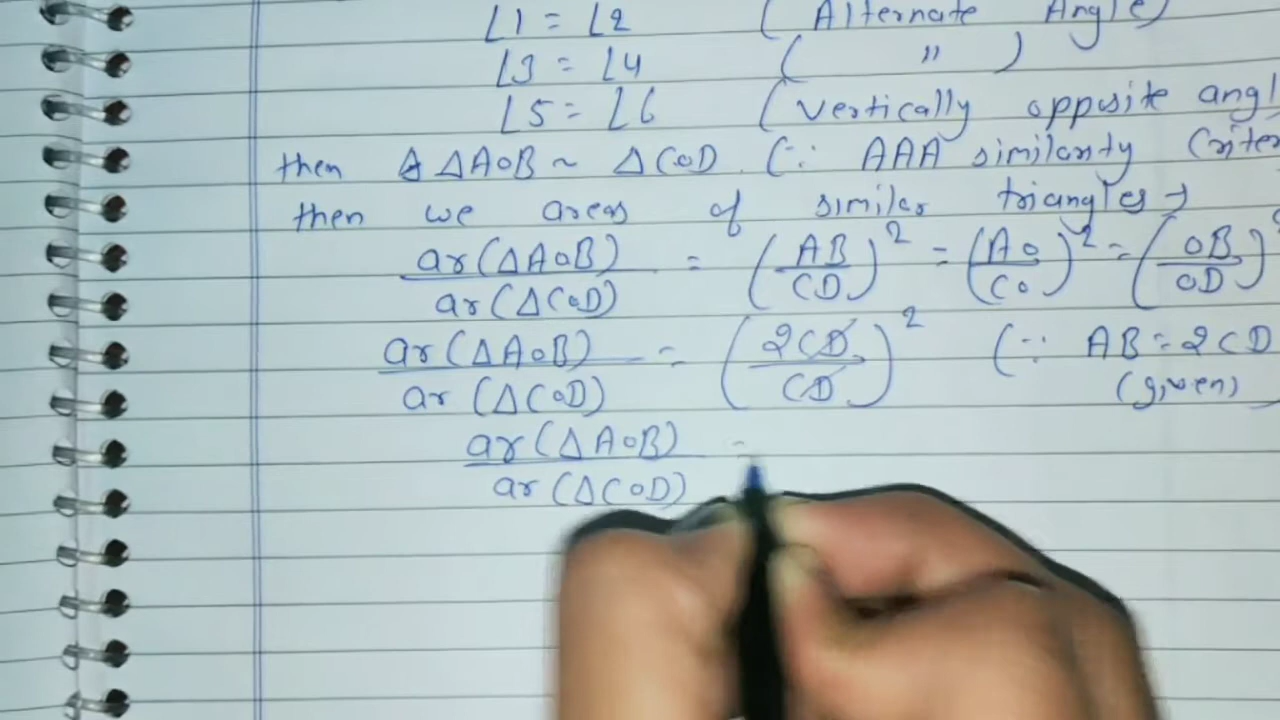 ∠1 = ∠2 ( Alternate Angle)
∠3 = ∠4 ( " )
∠5 = ∠6 (Vertically opposite angl
then ΔAOB ~ ΔCOD. (∵ AAA similarity Criter
then we areas of similar triangles →
ar(ΔAOB)/ar(ΔCOD) = (AB/CD)² = (AO/CO)² = (OB/OD)²
ar(ΔAOB)/ar(ΔCOD) = (2CD/CD)² (∵ AB = 2CD
(given)
ar(ΔAOB)/ar(ΔCOD) =